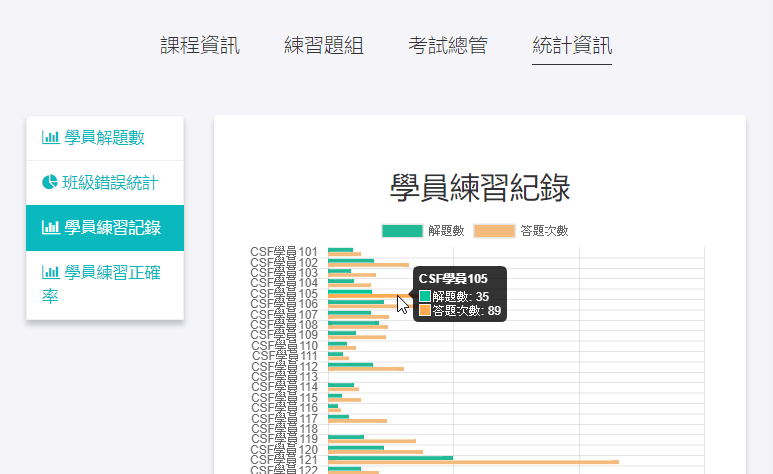 課程資訊 練習題組 考試總管 統計資訊
學員解題數
班級錯誤統計
學員練習記錄
學員練習正確
率
學員練習紀錄
解題數 答題次數
CSF學員101
CSF學員102
CSF學員103
CSF學員104
CSF學員105
CSF學員106
CSF學員107
CSF學員108
CSF學員109
CSF學員110
CSF學員111
CSF學員112
CSF學員113
CSF學員114
CSF學員115
CSF學員116
CSF學員117
CSF學員118
CSF學員119
CSF學員120
CSF學員121
CSF學員122
CSF學員105
解題數: 35
答題次數: 89